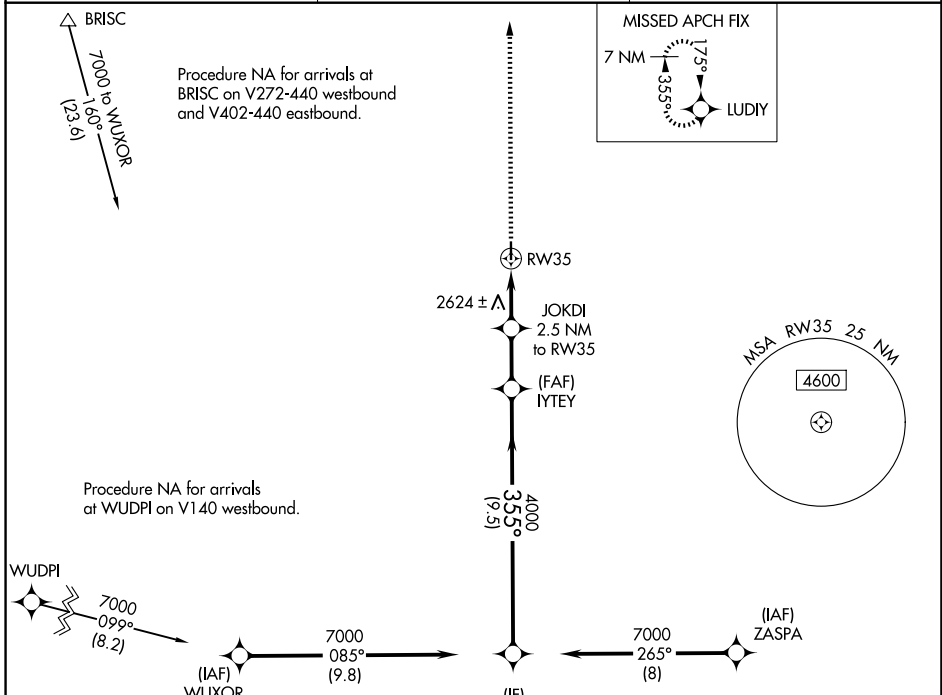 BRISC
7000 to WUXOR
160°
(23.6)
Procedure NA for arrivals at
BRISC on V272-440 westbound
and V402-440 eastbound.
MISSED APCH FIX
7 NM
355°
175°
LUDIY
RW35
2624 ±
JOKDI
2.5 NM
to RW35
(FAF)
IYTEY
MSA RW35 25 NM
4600
4000
355°
(9.5)
Procedure NA for arrivals
at WUDPI on V140 westbound.
WUDPI
7000
099°
(8.2)
(IAF)
WUXOR
7000
085°
(9.8)
(IF)
7000
265°
(8)
(IAF)
ZASPA